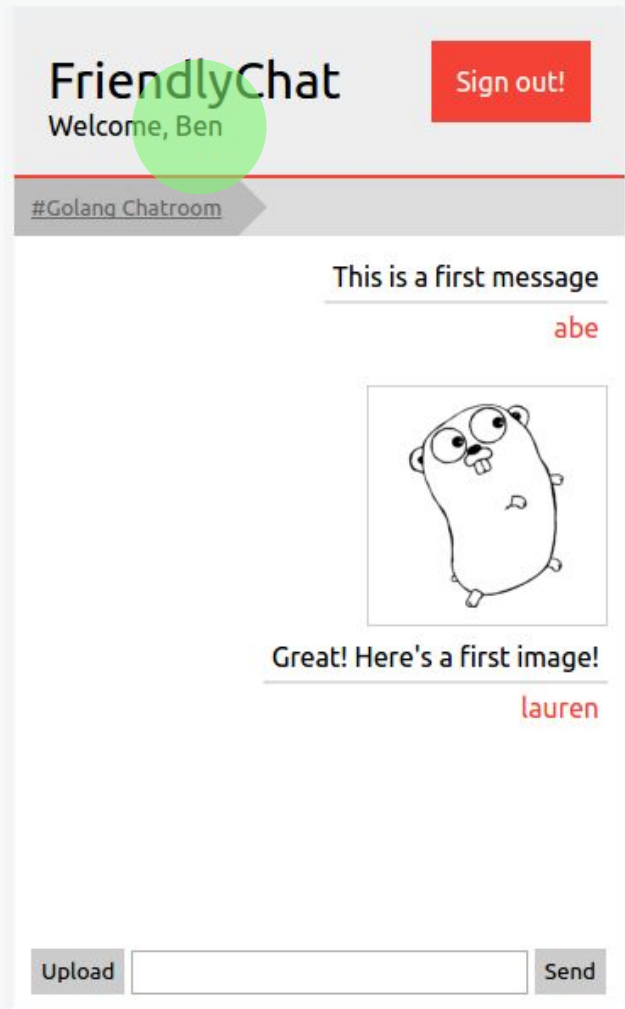 FriendlyChat
Sign out!
Welcome, Ben
#Golang Chatroom
This is a first message
abe
Great! Here's a first image!
lauren
Upload
Send